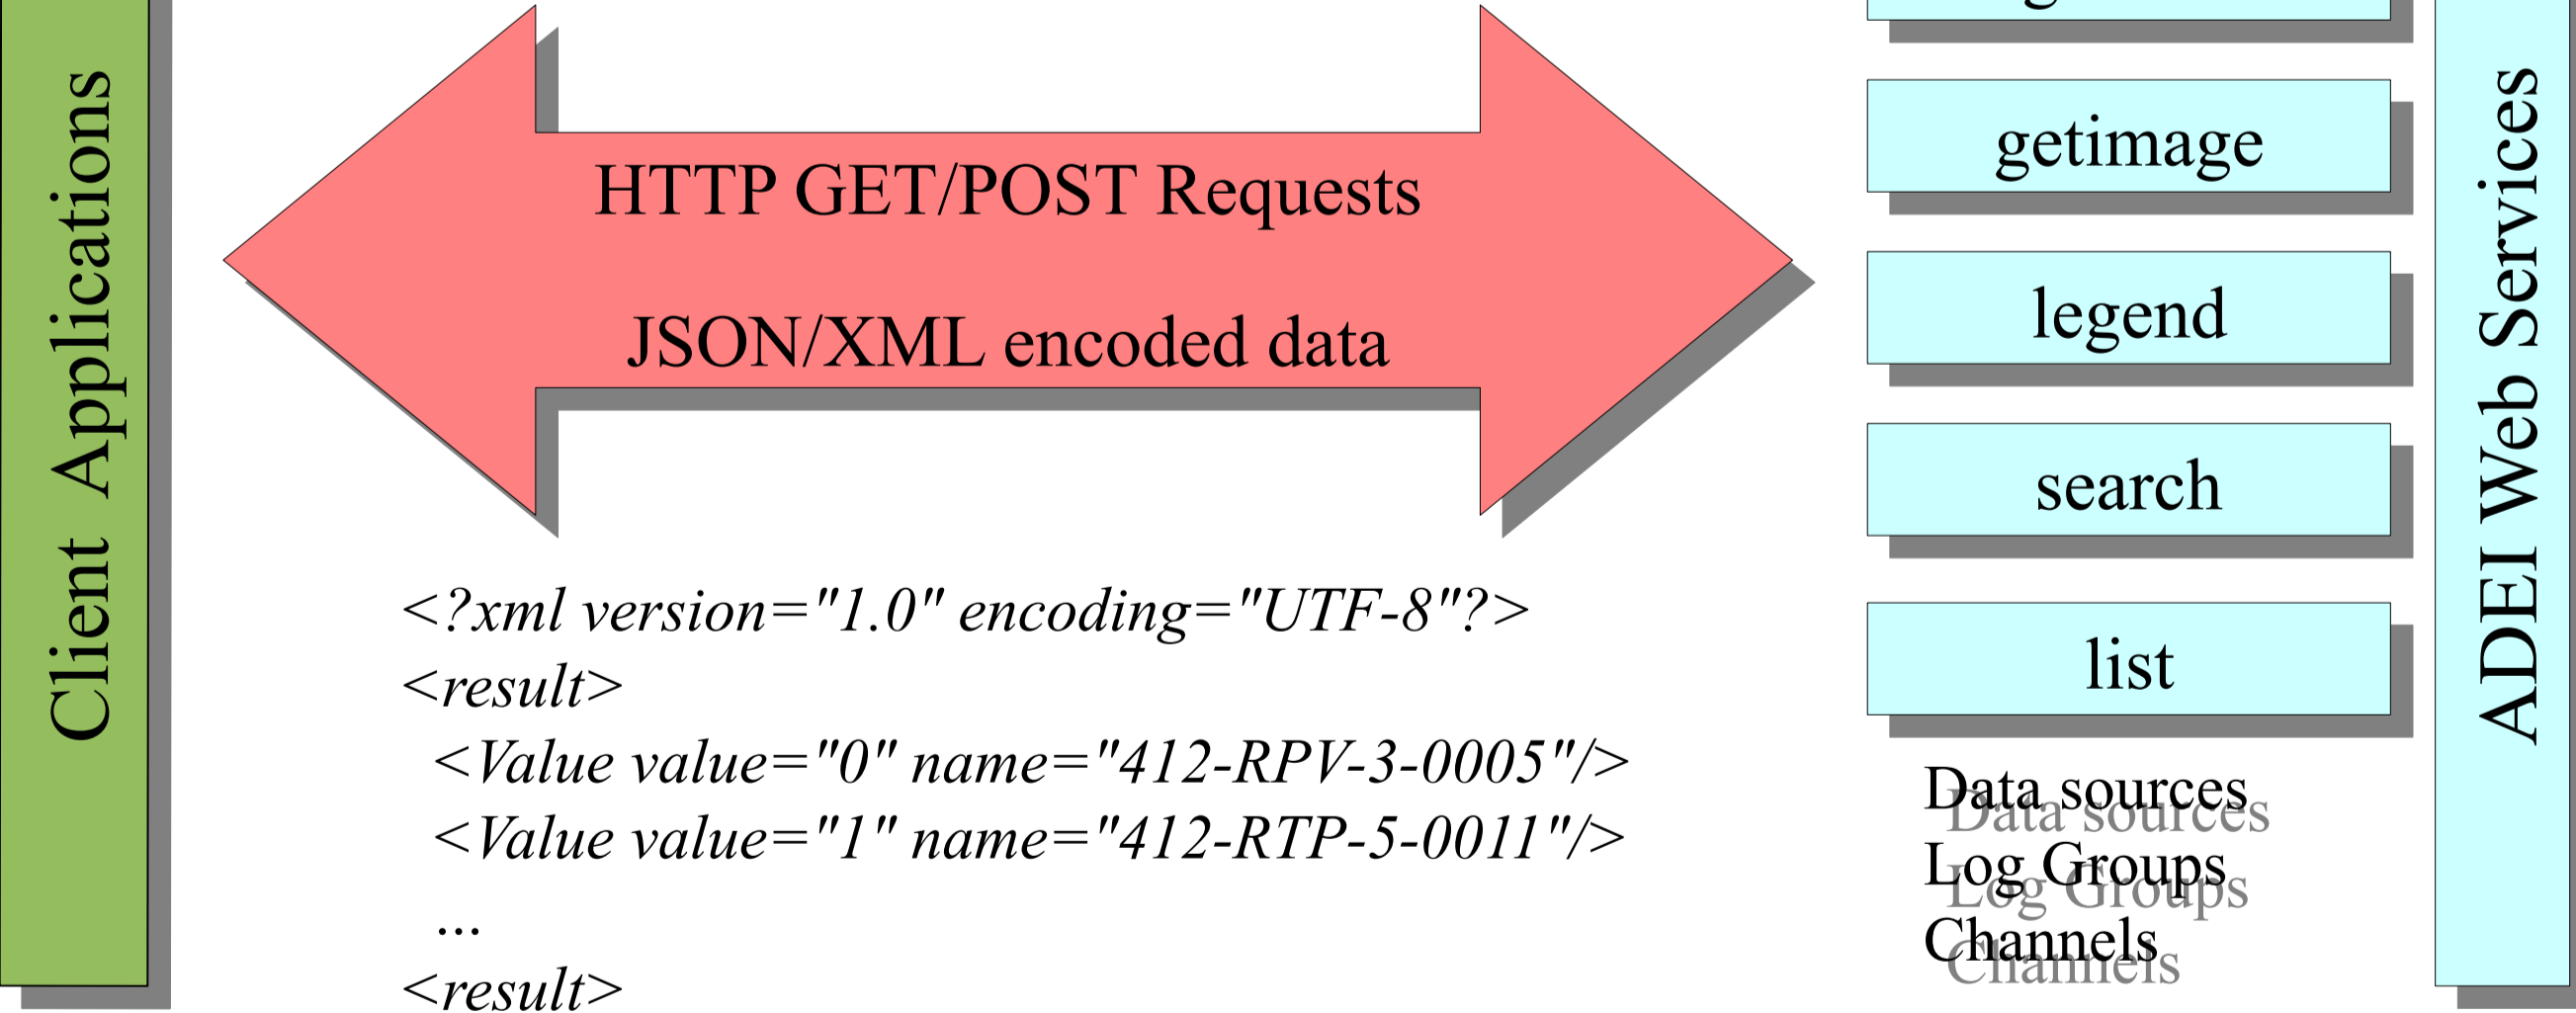 Client Applications
HTTP GET/POST Requests
JSON/XML encoded data
<?xml version="1.0" encoding="UTF-8"?>
<result>
<Value value="0" name="412-RPV-3-0005"/>
<Value value="1" name="412-RTP-5-0011"/>
...
<result>
getimage
legend
search
list
Data sources
Log Groups
Channels
ADEI Web Services